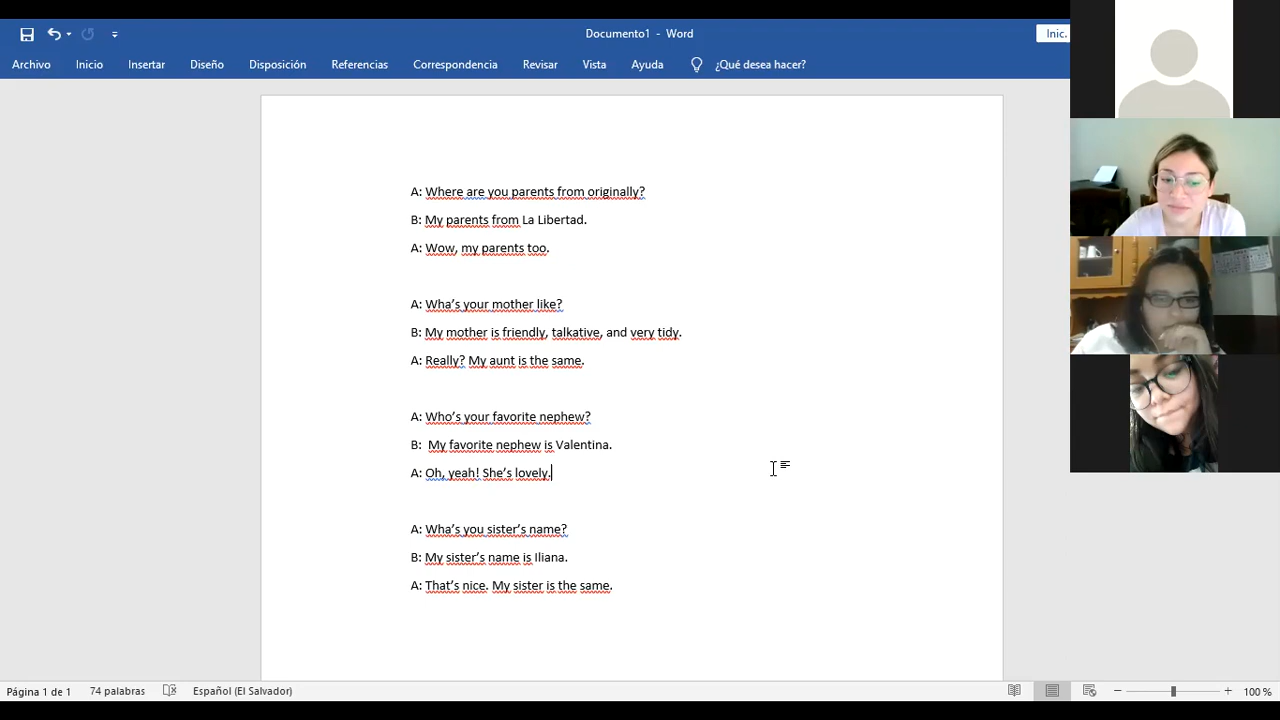 Documento1 - Word
Inic.
Archivo Inicio Insertar Diseño Disposición Referencias Correspondencia Revisar Vista Ayuda ¿Qué desea hacer?
A: Where are you parents from originally?
B: My parents from La Libertad.
A: Wow, my parents too.
A: Wha's your mother like?
B: My mother is friendly, talkative, and very tidy.
A: Really? My aunt is the same.
A: Who's your favorite nephew?
B: My favorite nephew is Valentina.
A: Oh, yeah! She's lovely.
A: Wha's you sister's name?
B: My sister's name is Iliana.
A: That's nice. My sister is the same.
Página 1 de 1 74 palabras Español (El Salvador) 100 %